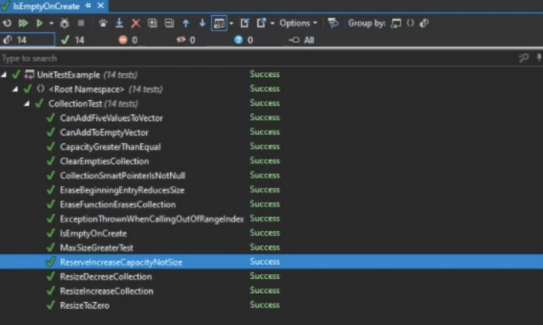 IsEmptyOnCreate
Options
Group by:
14 14 0 0 0 All
Type to search
UnitTestExample (14 tests) Success
<Root Namespace> (14 tests) Success
CollectionTest (14 tests) Success
CanAddFiveValuesToVector Success
CanAddToEmptyVector Success
CapacityGreaterThanEqual Success
ClearEmptiesCollection Success
CollectionSmartPointerIsNotNull Success
EraseBeginningEntryReducesSize Success
EraseFunctionErasesCollection Success
ExceptionThrownWhenCallingOutOfRangeIndex Success
IsEmptyOnCreate Success
MaxSizeGreaterTest Success
ReserveIncreaseCapacityNotSize Success
ResizeDecreseCollection Success
ResizeIncreaseCollection Success
ResizeToZero Success